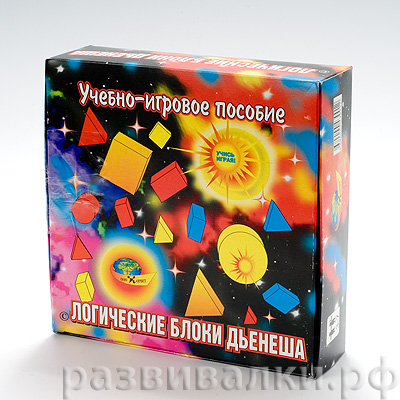 ЛОГИЧЕСКИЕ БЛОКИ ДЬЕНЕША
Учебно-игровое пособие
УЧИСЬ
ИГРАЯ!
© ЛОГИЧЕСКИЕ БЛОКИ ДЬЕНЕША
развивалки.рф